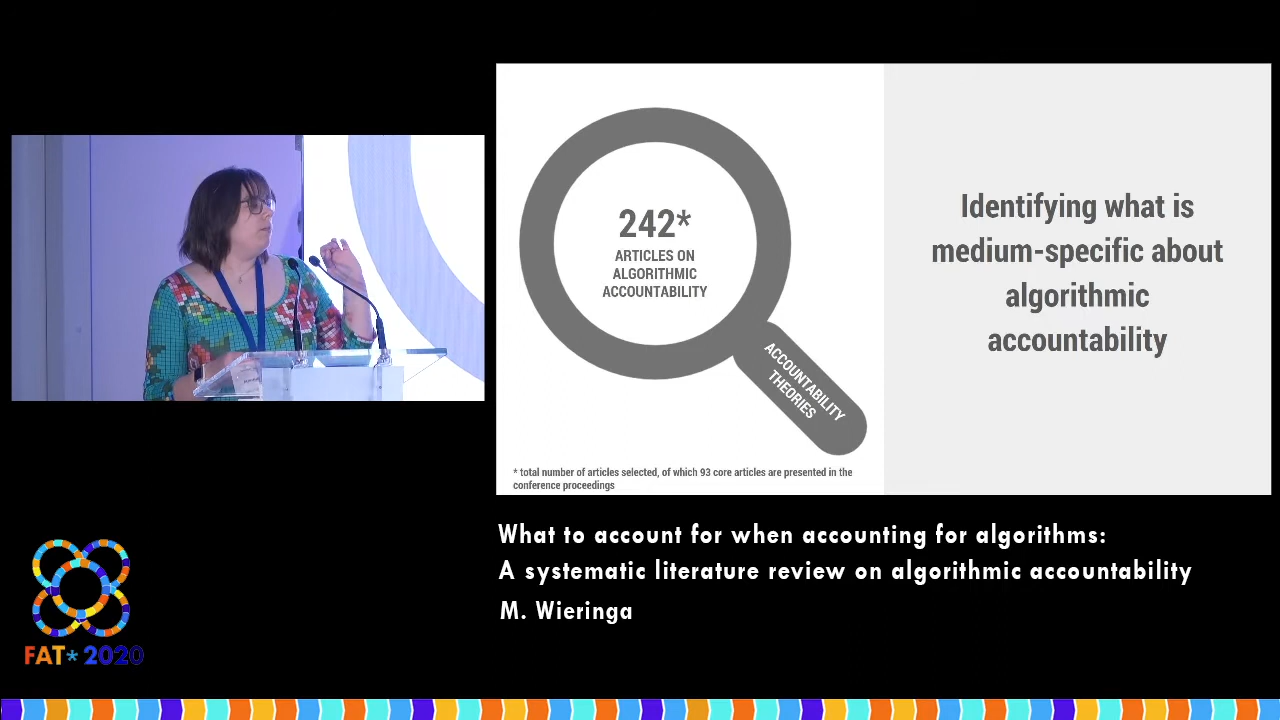 242*
ARTICLES ON
ALGORITHMIC
ACCOUNTABILITY
ACCOUNTABILITY
THEORIES
* total number of articles selected, of which 93 core articles are presented in the
conference proceedings
Identifying what is
medium-specific about
algorithmic
accountability
What to account for when accounting for algorithms:
A systematic literature review on algorithmic accountability
M. Wieringa
FAT* 2020